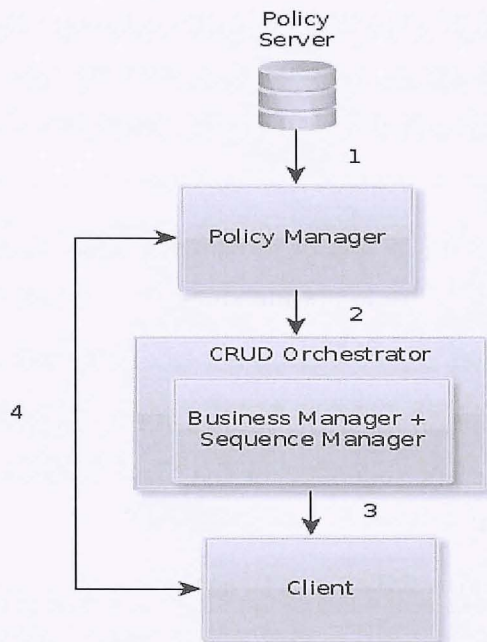 Policy
Server
1
Policy Manager
2
CRUD Orchestrator
Business Manager +
Sequence Manager
4
3
Client